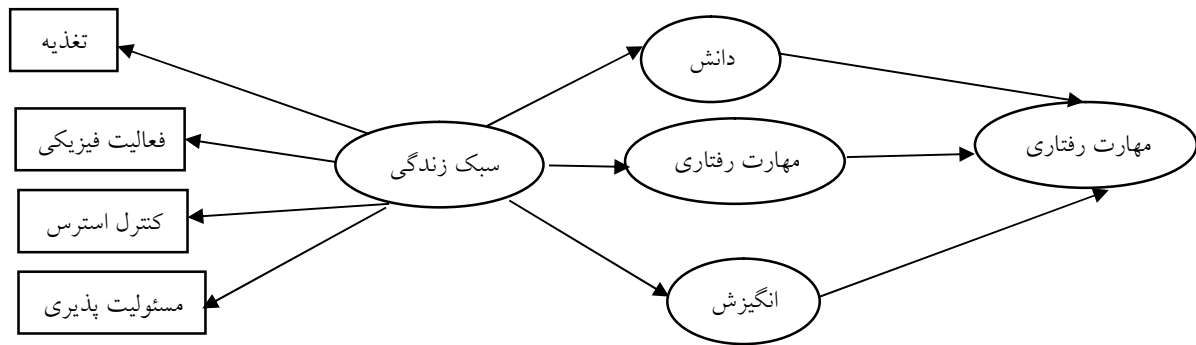 تغذیه
فعالیت فیزیکی
کنترل استرس
مسئولیت پذیری
سبک زندگی
دانش
مهارت رفتاری
انگیزش
مهارت رفتاری